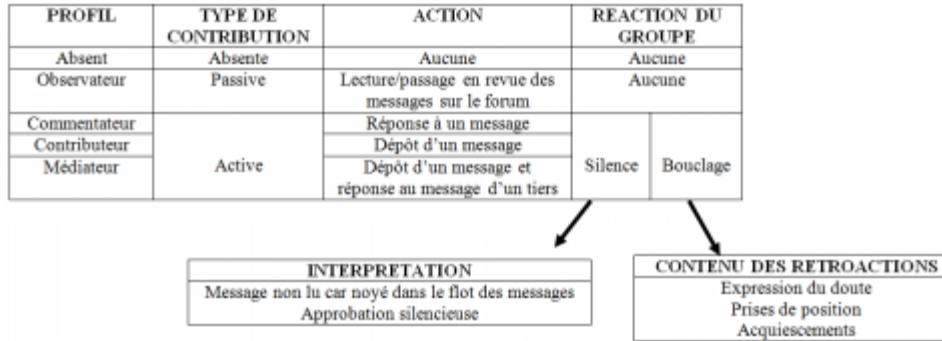 PROFIL TYPE DE CONTRIBUTION ACTION REACTION DU GROUPE
Absent Absente Aucune Aucune
Observateur Passive Lecture/passage en revue des messages sur le forum Aucune
Commentateur Réponse à un message
Contributeur Dépôt d'un message
Médiateur Active Dépôt d'un message et réponse au message d'un tiers Silence Bouclage
INTERPRETATION
Message non lu car noyé dans le flot des messages
Approbation silencieuse
CONTENU DES RETROACTIONS
Expression du doute
Prises de position
Acquiescements